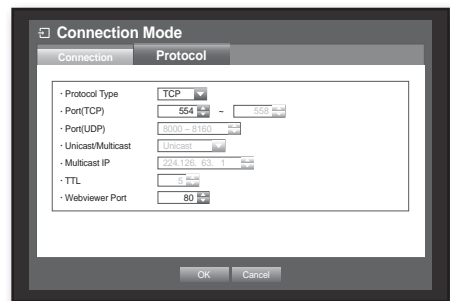 Connection Mode
Connection Protocol
· Protocol Type TCP
· Port(TCP) 554 ~ 558
· Port(UDP) 8000 ~ 8160
· Unicast/Multicast Unicast
· Multicast IP 224.126. 63. 1
· TTL 5
· Webviewer Port 80
OK Cancel